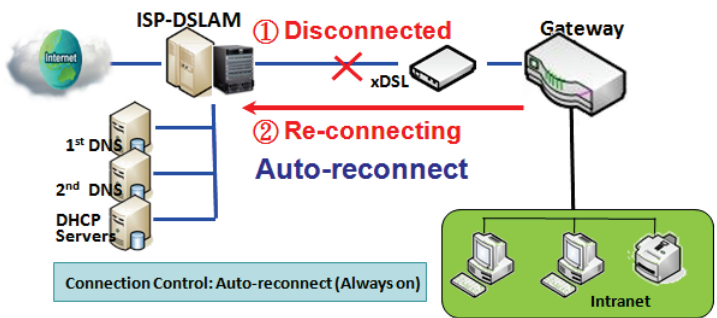 ISP-DSLAM
① Disconnected
Gateway
Internet
xDSL
② Re-connecting
1st DNS
Auto-reconnect
2nd DNS
DHCP
Servers
Connection Control: Auto-reconnect (Always on)
Intranet